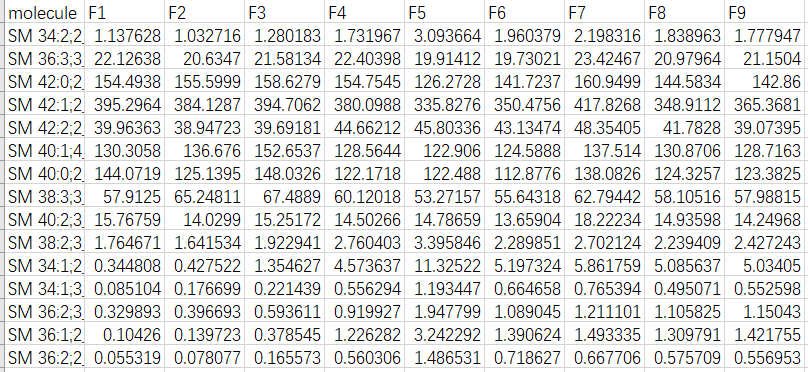 molecule F1 F2 F3 F4 F5 F6 F7 F8 F9
SM 34:2;2 1.137628 1.032716 1.280183 1.731967 3.093664 1.960379 2.198316 1.838963 1.777947
SM 36:3;3 22.12638 20.6347 21.58134 22.40398 19.91412 19.73021 23.42467 20.97964 21.1504
SM 42:0;2 154.4938 155.5999 158.6279 154.7545 126.2728 141.7237 160.9499 144.5834 142.86
SM 42:1;2 395.2964 384.1287 394.7062 380.0988 335.8276 350.4756 417.8268 348.9112 365.3681
SM 42:2;2 39.96363 38.94723 39.69181 44.66212 45.80336 43.13474 48.35405 41.7828 39.07395
SM 40:1;4 130.3058 136.676 152.6537 128.5644 122.906 124.5888 137.514 130.8706 128.7163
SM 40:0;2 144.0719 125.1395 148.0326 122.1718 122.488 112.8776 138.0826 124.3257 123.3825
SM 38:3;3 57.9125 65.24811 67.4889 60.12018 53.27157 55.64318 62.79442 58.10516 57.98815
SM 40:2;3 15.76759 14.0299 15.25172 14.50266 14.78659 13.65904 18.22234 14.93598 14.24968
SM 38:2;3 1.764671 1.641534 1.922941 2.760403 3.395846 2.289851 2.702124 2.239409 2.427243
SM 34:1;2 0.344808 0.427522 1.354627 4.573637 11.32522 5.197324 5.861759 5.085637 5.03405
SM 34:1;3 0.085104 0.176699 0.221439 0.556294 1.193447 0.664658 0.765394 0.495071 0.552598
SM 36:2;3 0.329893 0.396693 0.593611 0.919927 1.947799 1.089045 1.211101 1.105825 1.15043
SM 36:1;2 0.10426 0.139723 0.378545 1.226282 3.242292 1.390624 1.493335 1.309791 1.421755
SM 36:2;2 0.055319 0.078077 0.165573 0.560306 1.486531 0.718627 0.667706 0.575709 0.556953